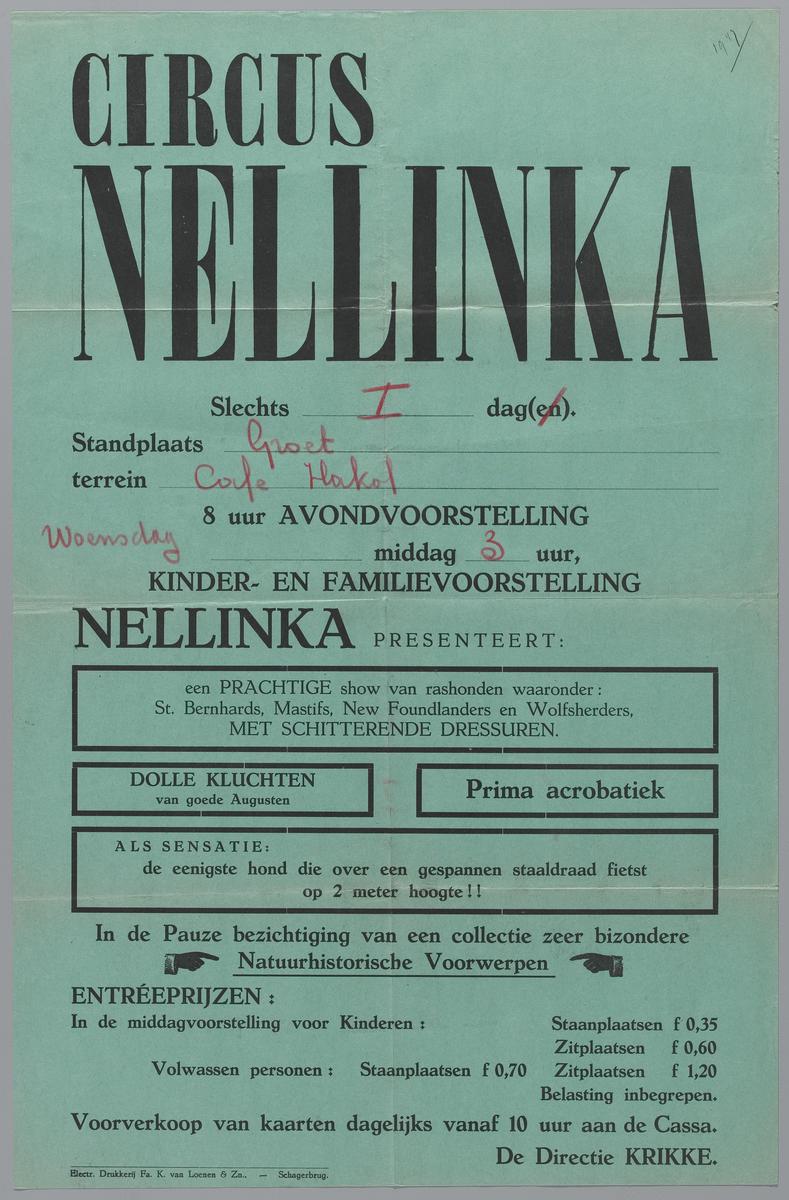 1947
CIRCUS
NELLINKA
Slechts I dag(en).
Standplaats Groet
terrein Cafe Hakof
8 uur AVONDVOORSTELLING
Woensdag middag 3 uur,
KINDER- EN FAMILIEVOORSTELLING
NELLINKA PRESENTEERT:
een PRACHTIGE show van rashonden waaronder:
St. Bernhards, Mastifs, New Foundlanders en Wolfsherders,
MET SCHITTERENDE DRESSUREN.
DOLLE KLUCHTEN
van goede Augusten
Prima acrobatiek
ALS SENSATIE:
de eenigste hond die over een gespannen staaldraad fietst
op 2 meter hoogte!!
In de Pauze bezichtiging van een collectie zeer bizondere
Natuurhistorische Voorwerpen
ENTRÉEPRIJZEN:
In de middagvoorstelling voor Kinderen: Staanplaatsen f 0,35
Zitplaatsen f 0,60
Volwassen personen: Staanplaatsen f 0,70 Zitplaatsen f 1,20
Belasting inbegrepen.
Voorverkoop van kaarten dagelijks vanaf 10 uur aan de Cassa.
De Directie KRIKKE.
Electr. Drukkerij Fa. K. van Loenen & Zn.. — Schagerbrug.